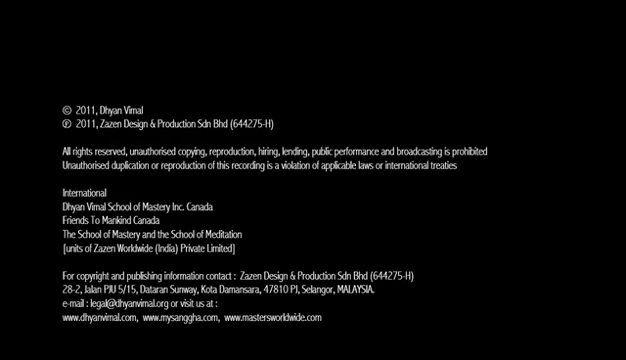 © 2011, Dhyan Vimal
℗ 2011, Zazen Design & Production Sdn Bhd (644275-H)
All rights reserved, unauthorised copying, reproduction, hiring, lending, public performance and broadcasting is prohibited
Unauthorised duplication or reproduction of this recording is a violation of applicable laws or international treaties
International
Dhyan Vimal School of Mastery Inc. Canada
Friends To Mankind Canada
The School of Mastery and the School of Meditation
[units of Zazen Worldwide (India) Private Limited]
For copyright and publishing information contact : Zazen Design & Production Sdn Bhd (644275-H)
28-2, Jalan PJU 5/15, Dataran Sunway, Kota Damansara, 47810 PJ, Selangor, MALAYSIA.
e-mail : legal@dhyanvimal.org or visit us at :
www.dhyanvimal.com, www.mysanggha.com, www.mastersworldwide.com